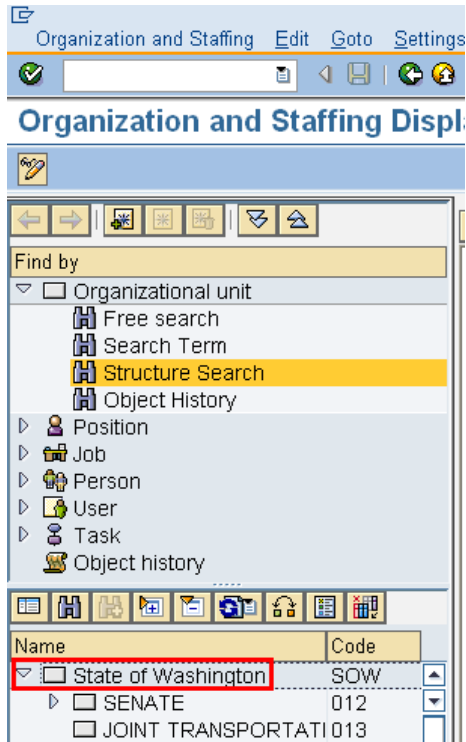 Organization and Staffing Edit Goto Settings
Organization and Staffing Displa
Find by
Organizational unit
Free search
Search Term
Structure Search
Object History
Position
Job
Person
User
Task
Object history
Name Code
State of Washington SOW
SENATE 012
JOINT TRANSPORTATI 013